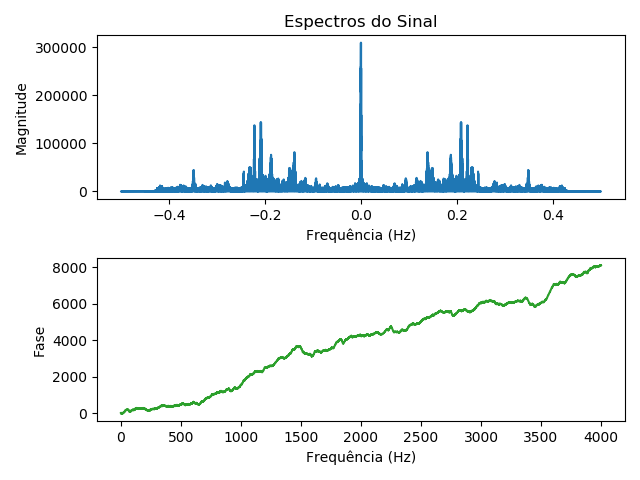 Espectros do Sinal
Magnitude
300000
200000
100000
0
−0.4 −0.2 0.0 0.2 0.4
Frequência (Hz)
Fase
8000
6000
4000
2000
0
0 500 1000 1500 2000 2500 3000 3500 4000
Frequência (Hz)